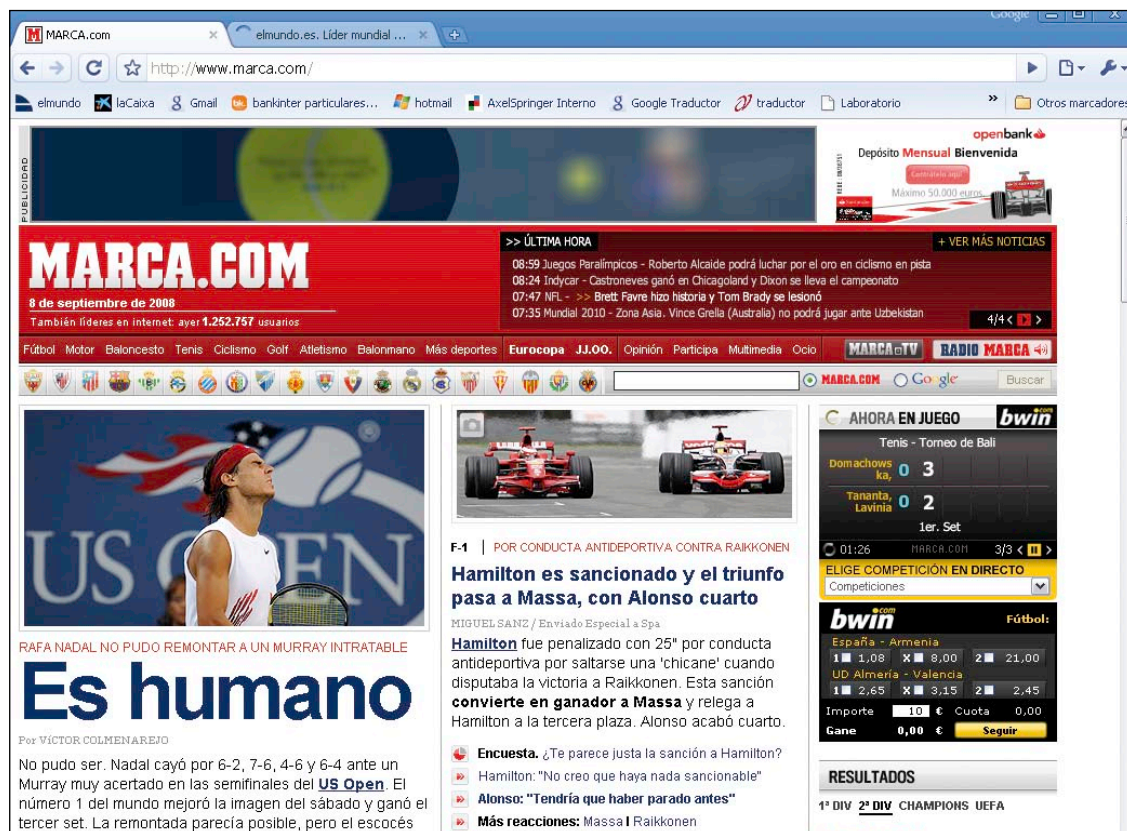 Google
MARCA.com
elmundo.es. Líder mundial ...
http://www.marca.com/
elmundo
laCaixa
Gmail
bankinter particulares...
hotmail
AxelSpringer Interno
Google Traductor
traductor
Laboratorio
»
Otros marcadores
PUBLICIDAD
openbank
Depósito Mensual Bienvenida
Contrátelo aquí
Máximo 50.000 euros
MARCA.COM
8 de septiembre de 2008
También líderes en internet: ayer 1.252.757 usuarios
>> ÚLTIMA HORA
+ VER MÁS NOTICIAS
08:59 Juegos Paralímpicos - Roberto Alcaide podrá luchar por el oro en ciclismo en pista
08:24 Indycar - Castroneves ganó en Chicagoland y Dixon se lleva el campeonato
07:47 NFL - >> Brett Favre hizo historia y Tom Brady se lesionó
07:35 Mundial 2010 - Zona Asia. Vince Grella (Australia) no podrá jugar ante Uzbekistan
4/4 < >
Fútbol Motor Baloncesto Tenis Ciclismo Golf Atletismo Balonmano Más deportes Eurocopa JJ.OO. Opinión Participa Multimedia Ocio MARCA TV RADIO MARCA
MARCA.COM Google Buscar
US OPEN
RAFA NADAL NO PUDO REMONTAR A UN MURRAY INTRATABLE
Es humano
Por VÍCTOR COLMENAREJO
No pudo ser. Nadal cayó por 6-2, 7-6, 4-6 y 6-4 ante un
Murray muy acertado en las semifinales del US Open. El
número 1 del mundo mejoró la imagen del sábado y ganó el
tercer set. La remontada parecía posible, pero el escocés
F-1 | POR CONDUCTA ANTIDEPORTIVA CONTRA RAIKKONEN
Hamilton es sancionado y el triunfo
pasa a Massa, con Alonso cuarto
MIGUEL SANZ / Enviado Especial a Spa
Hamilton fue penalizado con 25" por conducta
antideportiva por saltarse una 'chicane' cuando
disputaba la victoria a Raikkonen. Esta sanción
convierte en ganador a Massa y relega a
Hamilton a la tercera plaza. Alonso acabó cuarto.
Encuesta. ¿Te parece justa la sanción a Hamilton?
Hamilton: "No creo que haya nada sancionable"
Alonso: "Tendría que haber parado antes"
Más reacciones: Massa | Raikkonen
AHORA EN JUEGO bwin.com
Tenis - Torneo de Bali
Domachows
ka, 0 3
Tananta,
Lavinia 0 2
1er. Set
01:26 MARCA.COM 3/3 < >
ELIGE COMPETICIÓN EN DIRECTO
Competiciones
bwin.com Fútbol:
España - Armenia
1 1,08 X 8,00 2 21,00
UD Almería - Valencia
1 2,65 X 3,15 2 2,45
Importe 10 € Cuota 0,00
Gane 0,00 € Seguir
RESULTADOS
1ª DIV 2ª DIV CHAMPIONS UEFA